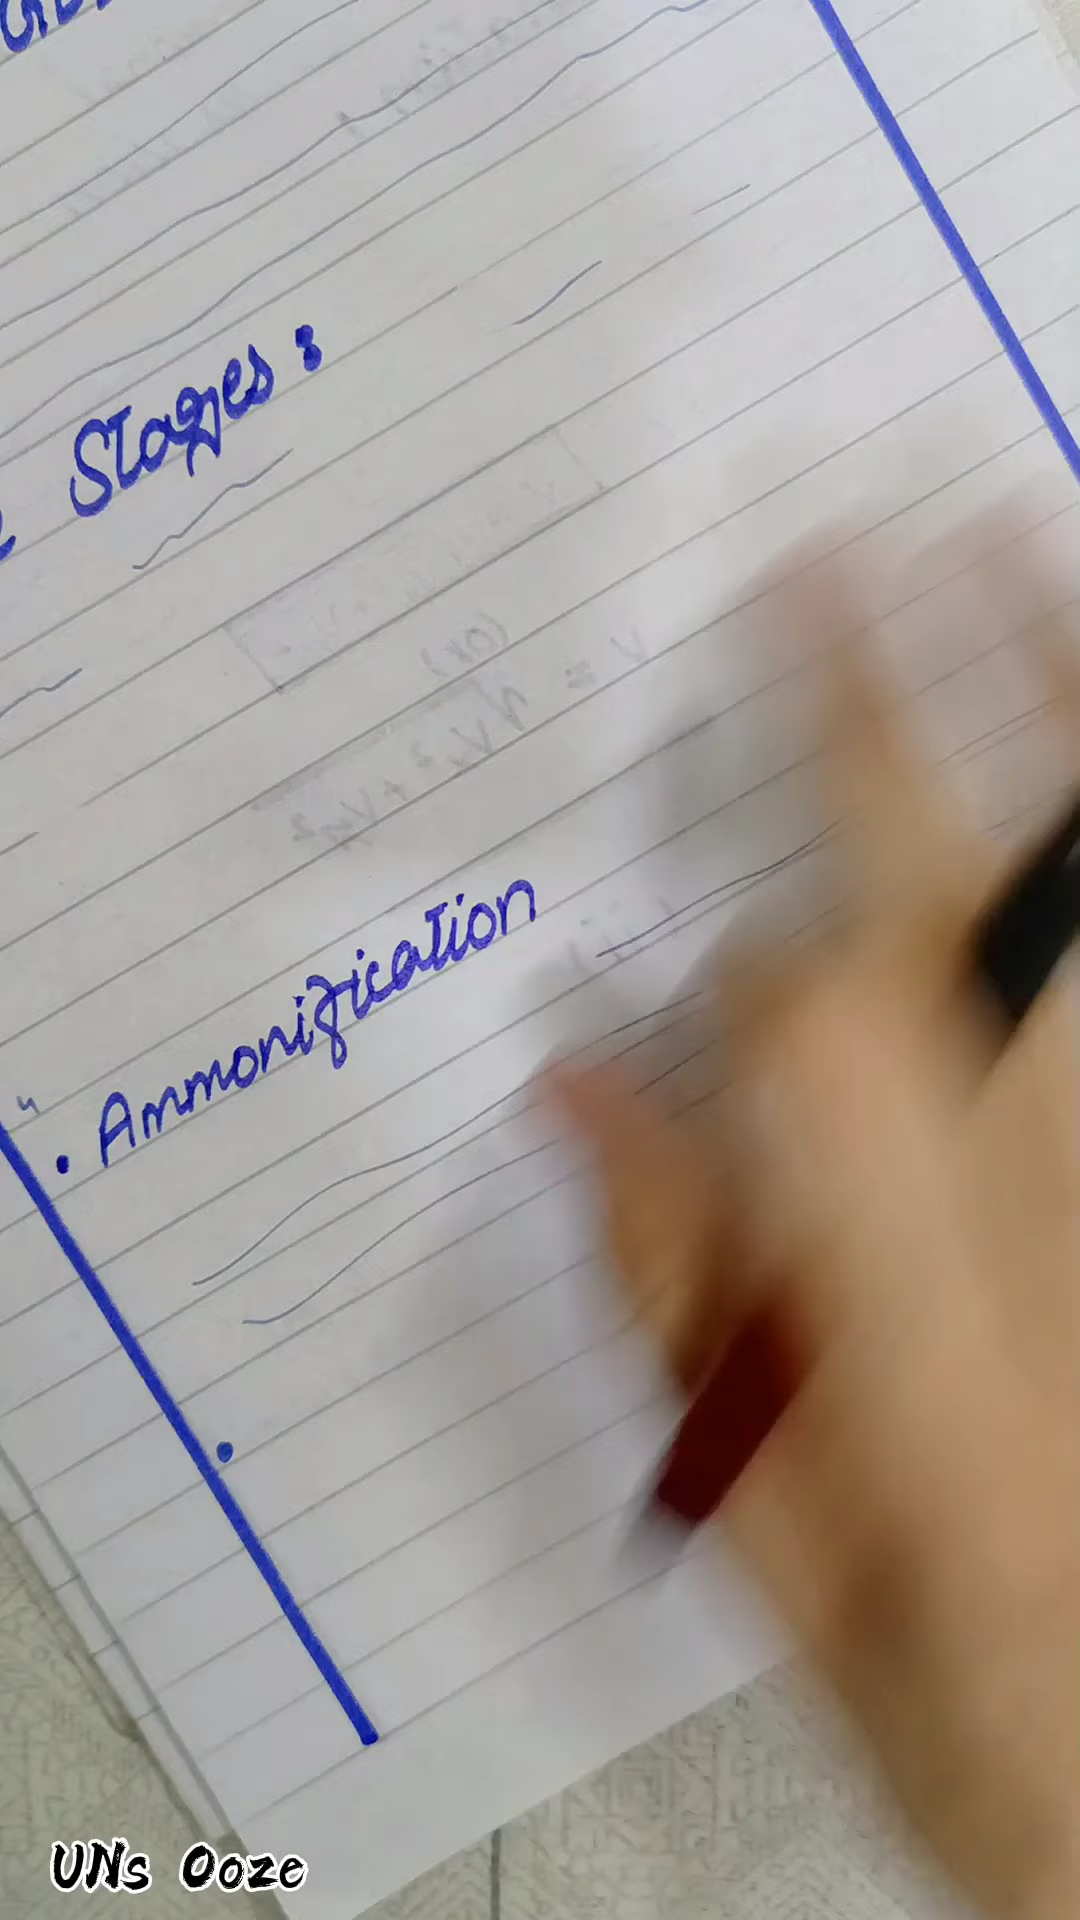 Stages :
. Ammonification
.
UNs Ooze